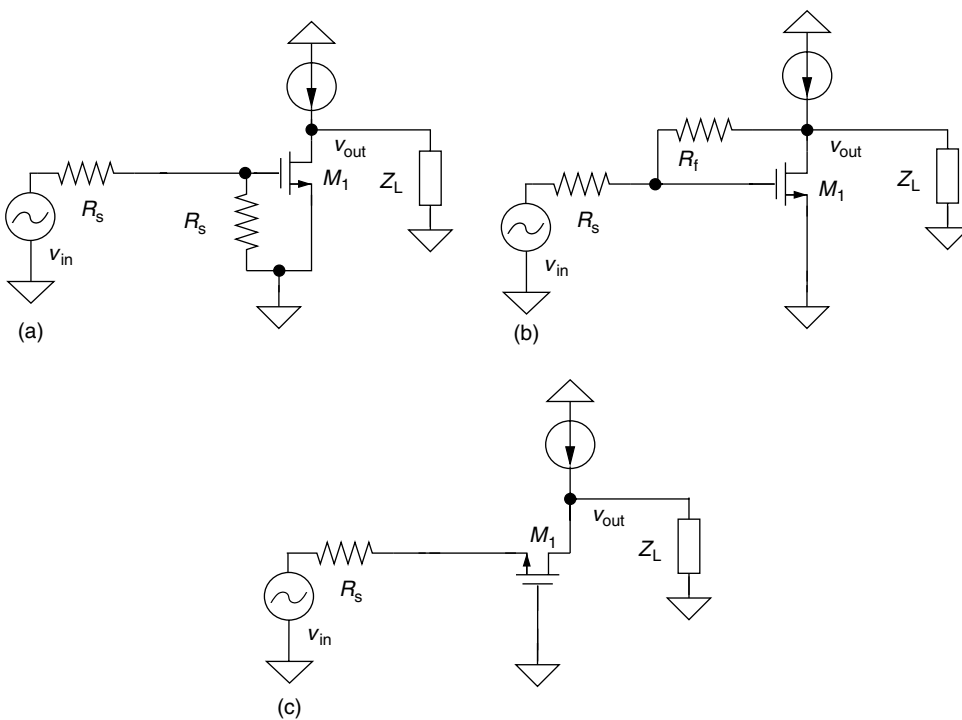 v_out
M_1
R_s
R_s
Z_L
v_in
(a)
R_f
v_out
M_1
R_s
Z_L
v_in
(b)
v_out
M_1
Z_L
R_s
v_in
(c)